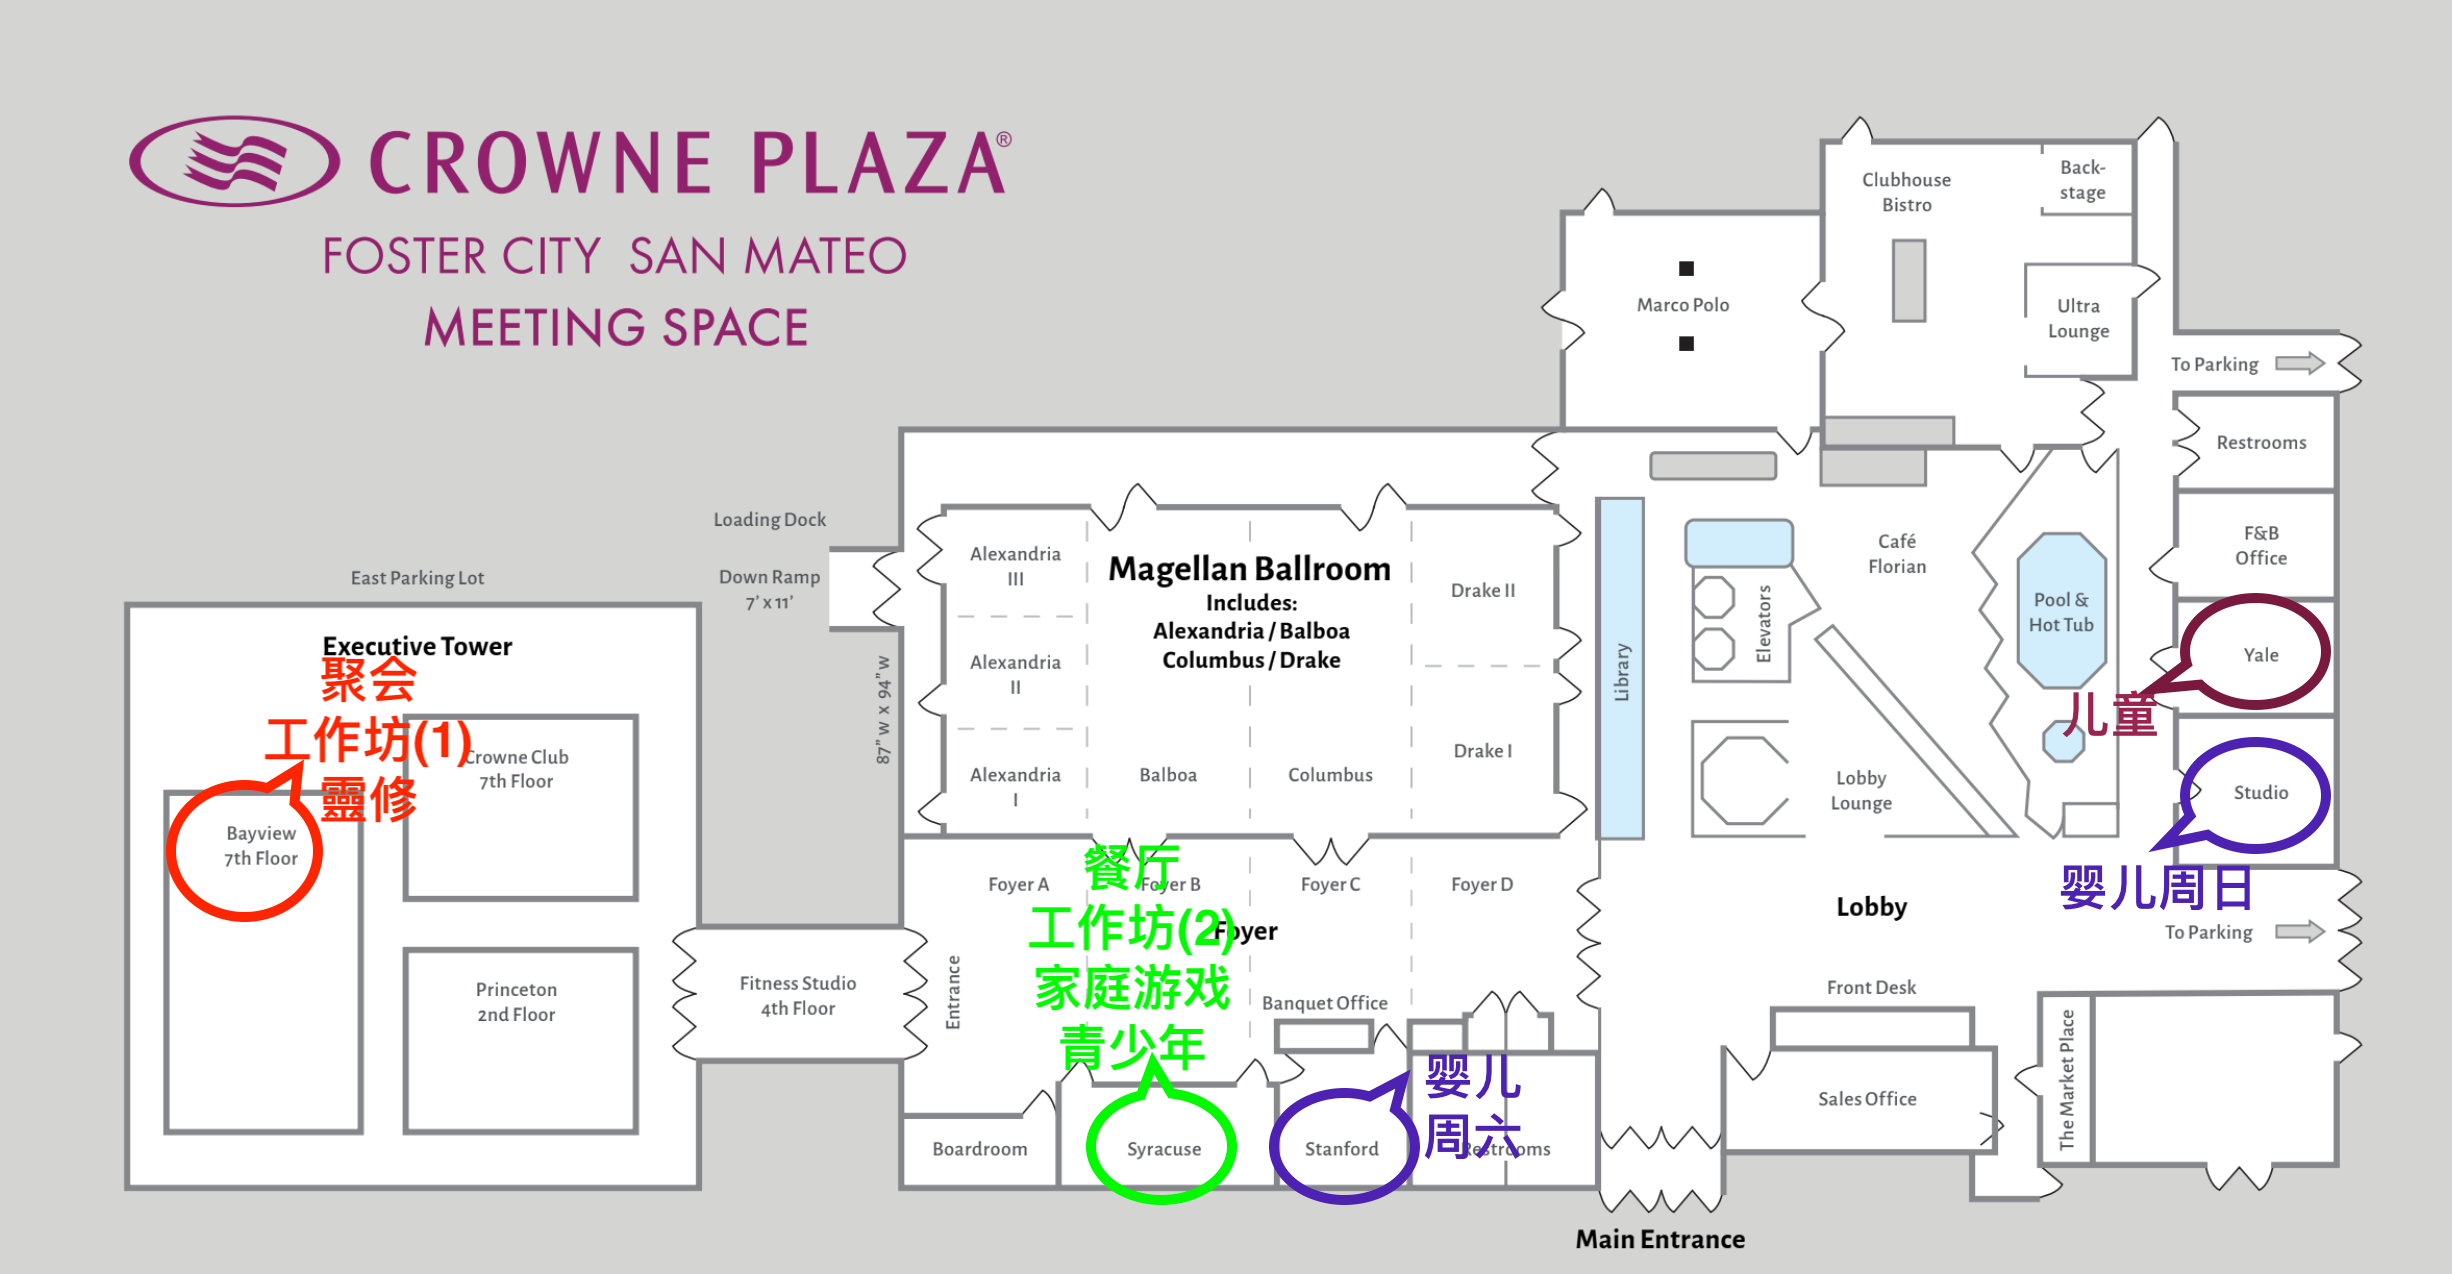 CROWNE PLAZA®
FOSTER CITY SAN MATEO
MEETING SPACE
Clubhouse
Bistro
Back-
stage
Marco Polo
Ultra
Lounge
To Parking
Restrooms
F&B
Office
Yale
儿童
Studio
婴儿周日
To Parking
Café
Florian
Pool &
Hot Tub
Elevators
Library
Lobby
Lounge
Lobby
Front Desk
Sales Office
The Market Place
Main Entrance
Loading Dock
Down Ramp
7’ x 11’
87” W x 94” W
Magellan Ballroom
Includes:
Alexandria / Balboa
Columbus / Drake
Alexandria
III
Alexandria
II
Alexandria
I
Balboa
Columbus
Drake II
Drake I
Foyer A
Foyer B
Foyer C
Foyer D
Foyer
餐厅
工作坊(2)
家庭游戏
青少年
Entrance
Banquet Office
Boardroom
Syracuse
Stanford
婴儿
周六
Restrooms
East Parking Lot
Executive Tower
聚会
工作坊(1)
靈修
Crowne Club
7th Floor
Bayview
7th Floor
Princeton
2nd Floor
Fitness Studio
4th Floor